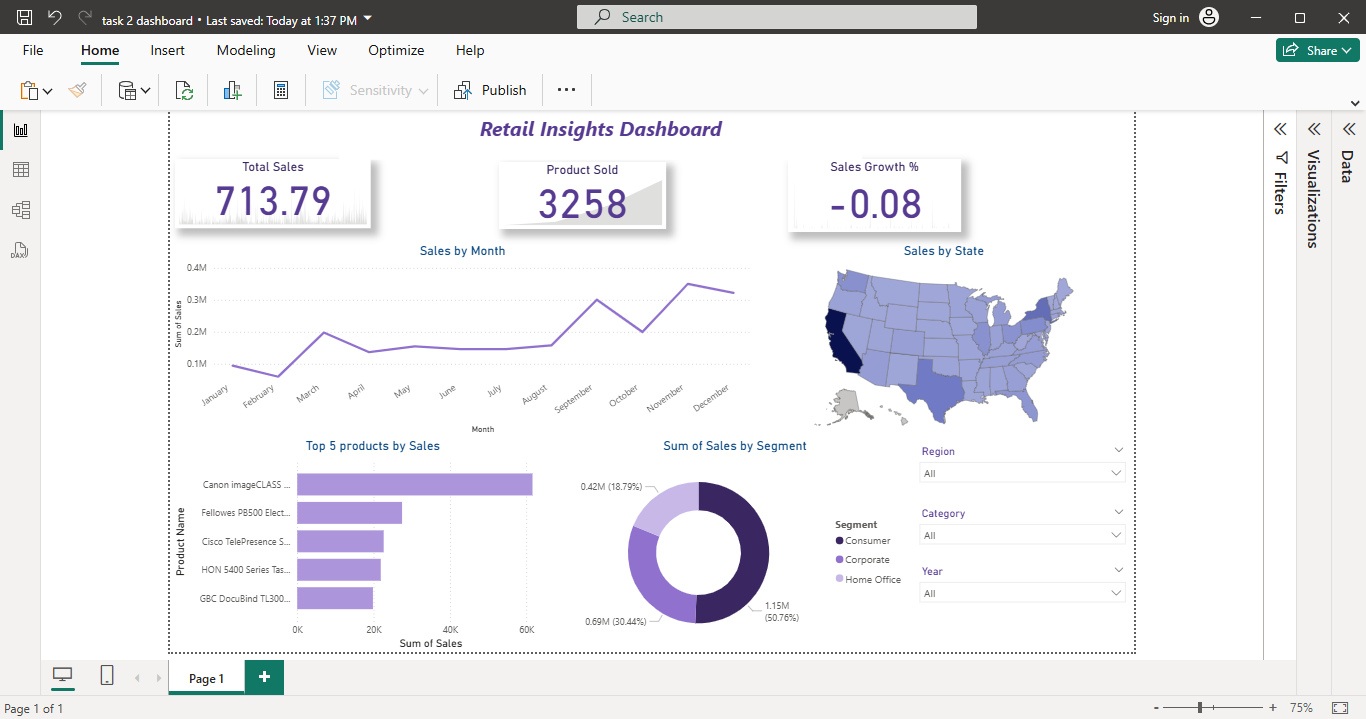 task 2 dashboard • Last saved: Today at 1:37 PM
Search
Sign in
File
Home
Insert
Modeling
View
Optimize
Help
Share
Sensitivity
Publish
DAX
Retail Insights Dashboard
Total Sales
713.79
Product Sold
3258
Sales Growth %
-0.08
Filters
Visualizations
Data
Sales by Month
0.4M
0.3M
0.2M
0.1M
Sum of Sales
January
February
March
April
May
June
July
August
September
October
November
December
Month
Sales by State
Top 5 products by Sales
Product Name
Canon imageCLASS ...
Fellowes PB500 Elect...
Cisco TelePresence S...
HON 5400 Series Tas...
GBC DocuBind TL300...
0K
20K
40K
60K
Sum of Sales
Sum of Sales by Segment
0.42M (18.79%)
0.69M (30.44%)
1.15M
(50.76%)
Segment
Consumer
Corporate
Home Office
Region
All
Category
All
Year
All
Page 1
Page 1 of 1
- + 75%